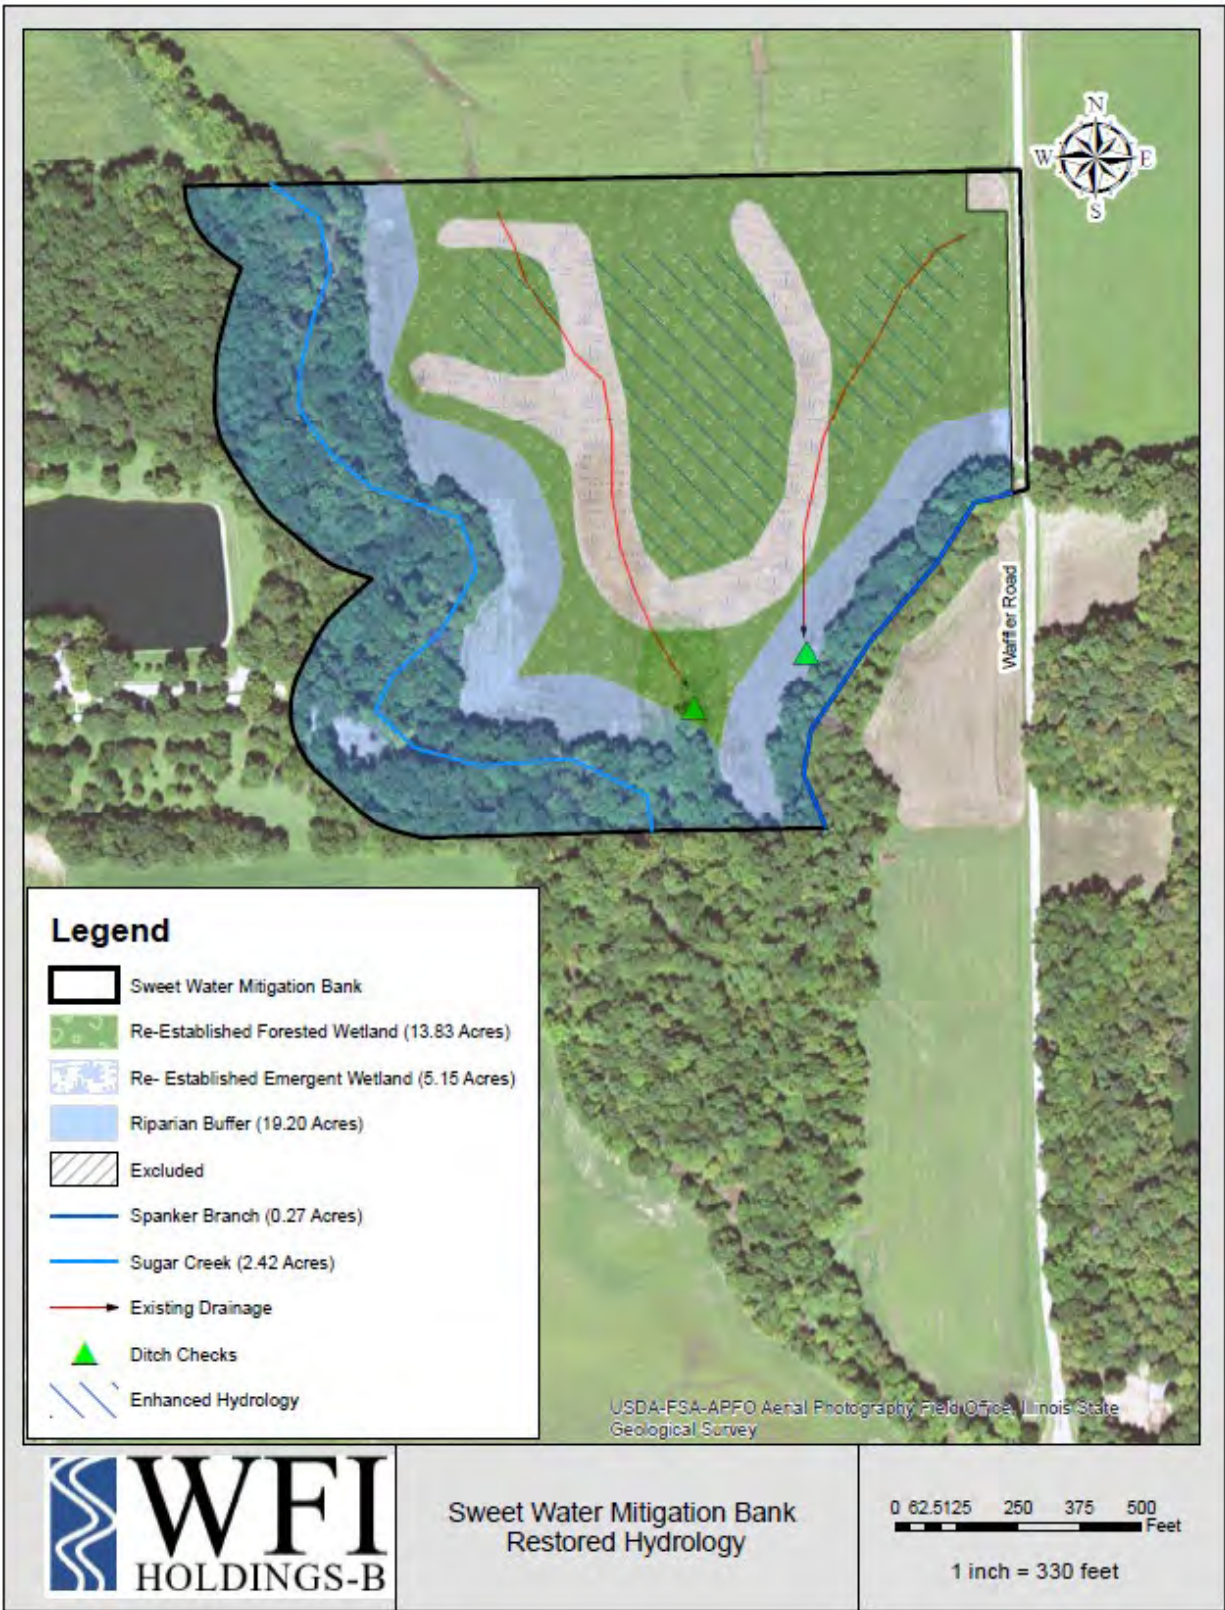 N
W E
S
Waffler Road
Legend
Sweet Water Mitigation Bank
Re-Established Forested Wetland (13.83 Acres)
Re- Established Emergent Wetland (5.15 Acres)
Riparian Buffer (19.20 Acres)
Excluded
Spanker Branch (0.27 Acres)
Sugar Creek (2.42 Acres)
Existing Drainage
Ditch Checks
Enhanced Hydrology
USDA-FSA-APFO Aerial Photography Field Office, Illinois State
Geological Survey
WFI
HOLDINGS-B
Sweet Water Mitigation Bank
Restored Hydrology
0 62.5125 250 375 500
Feet
1 inch = 330 feet